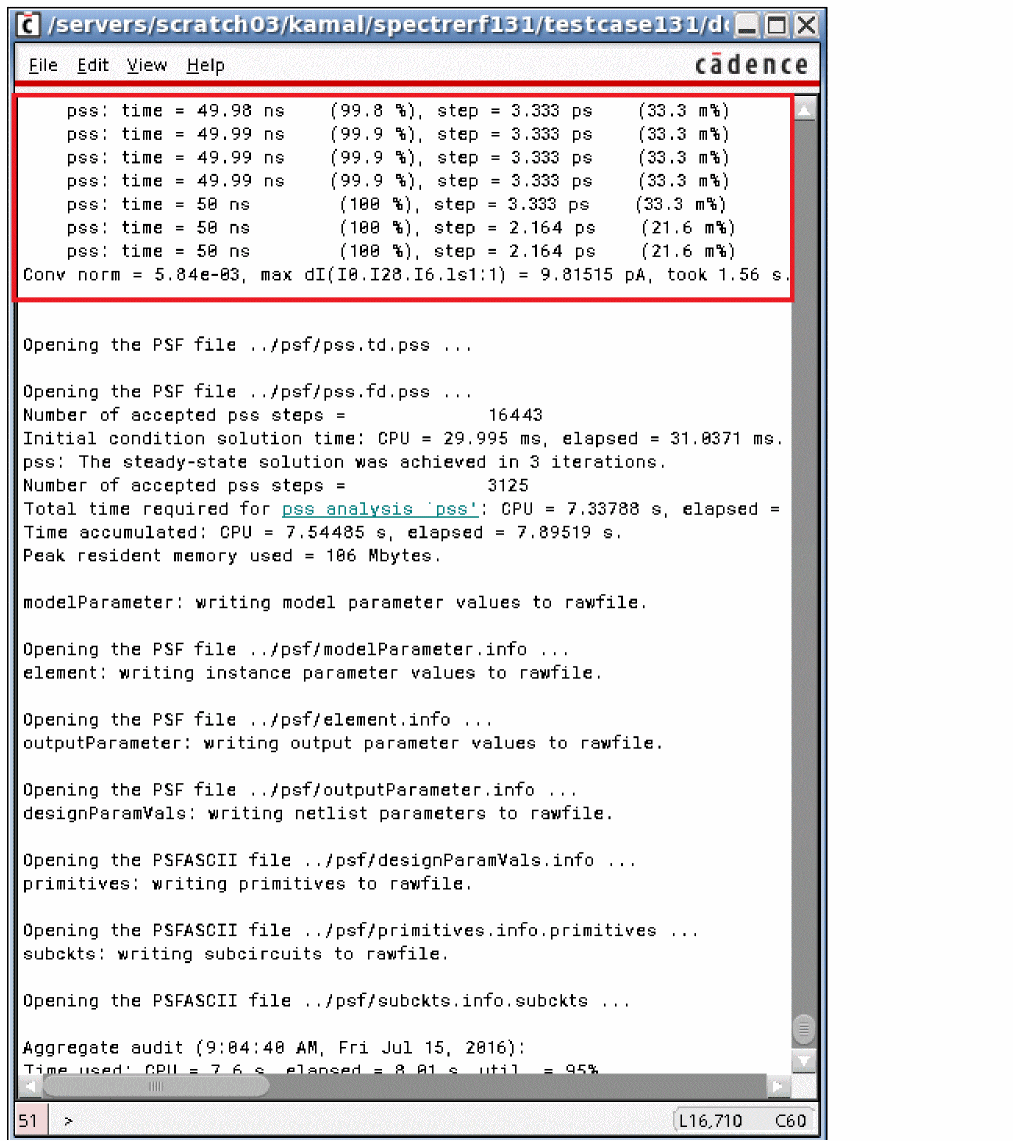 /servers/scratch03/kamal/spectrerf131/testcase131/d
File Edit View Help cādence
pss: time = 49.98 ns (99.8 %), step = 3.333 ps (33.3 m%)
pss: time = 49.99 ns (99.9 %), step = 3.333 ps (33.3 m%)
pss: time = 49.99 ns (99.9 %), step = 3.333 ps (33.3 m%)
pss: time = 49.99 ns (99.9 %), step = 3.333 ps (33.3 m%)
pss: time = 50 ns (100 %), step = 3.333 ps (33.3 m%)
pss: time = 50 ns (100 %), step = 2.164 ps (21.6 m%)
pss: time = 50 ns (100 %), step = 2.164 ps (21.6 m%)
Conv norm = 5.84e-03, max dI(I0.I28.I6.ls1:1) = 9.81515 pA, took 1.56 s.
Opening the PSF file ../psf/pss.td.pss ...
Opening the PSF file ../psf/pss.fd.pss ...
Number of accepted pss steps = 16443
Initial condition solution time: CPU = 29.995 ms, elapsed = 31.0371 ms.
pss: The steady-state solution was achieved in 3 iterations.
Number of accepted pss steps = 3125
Total time required for pss analysis `pss': CPU = 7.33788 s, elapsed =
Time accumulated: CPU = 7.54485 s, elapsed = 7.89519 s.
Peak resident memory used = 106 Mbytes.
modelParameter: writing model parameter values to rawfile.
Opening the PSF file ../psf/modelParameter.info ...
element: writing instance parameter values to rawfile.
Opening the PSF file ../psf/element.info ...
outputParameter: writing output parameter values to rawfile.
Opening the PSF file ../psf/outputParameter.info ...
designParamVals: writing netlist parameters to rawfile.
Opening the PSFASCII file ../psf/designParamVals.info ...
primitives: writing primitives to rawfile.
Opening the PSFASCII file ../psf/primitives.info.primitives ...
subckts: writing subcircuits to rawfile.
Opening the PSFASCII file ../psf/subckts.info.subckts ...
Aggregate audit (9:04:40 AM, Fri Jul 15, 2016):
Time used: CPU = 7.6 s, elapsed = 8.01 s, util. = 95%
51 > L16,710 C60